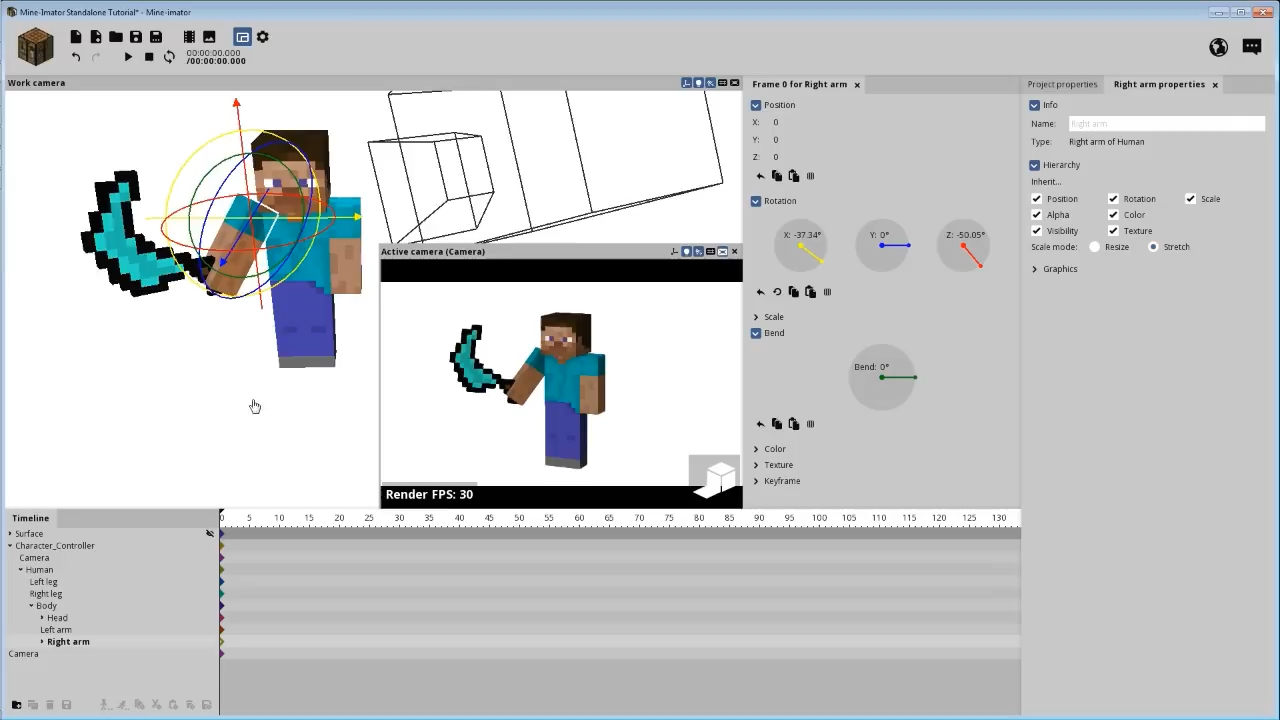 Mine-Imator Standalone Tutorial* - Mine-imator
00:00:00.000
/00:00:00.000
Work camera
Frame 0 for Right arm
Project properties
Right arm properties
Position
X: 0
Y: 0
Z: 0
Rotation
X: -37.34°
Y: 0°
Z: -50.05°
Scale
Bend
Bend: 0°
Color
Texture
Keyframe
Info
Name: Right arm
Type: Right arm of Human
Hierarchy
Inherit...
Position Rotation Scale
Alpha Color
Visibility Texture
Scale mode: Resize Stretch
Graphics
Active camera (Camera)
Render FPS: 30
Timeline
0 5 10 15 20 25 30 35 40 45 50 55 60 65 70 75 80 85 90 95 100 105 110 115 120 125 130
Surface
Character_Controller
Camera
Human
Left leg
Right leg
Body
Head
Left arm
Right arm
Camera